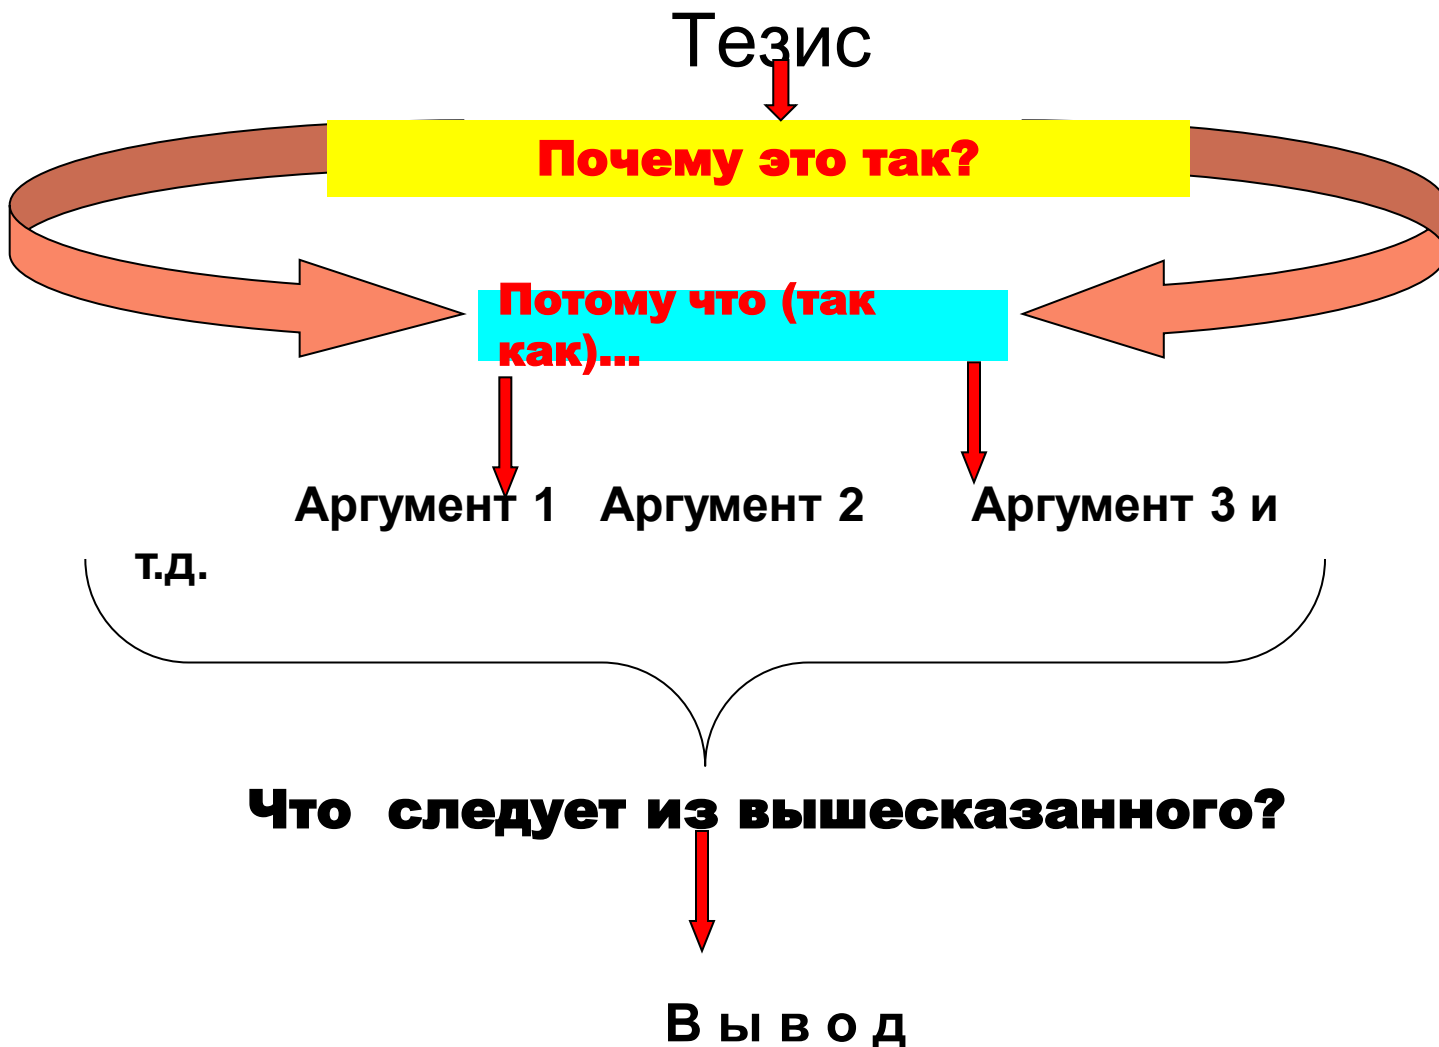 Тезис
Почему это так?
Потому что (так
как)...
Аргумент 1 Аргумент 2 Аргумент 3 и
т.д.
Что следует из вышесказанного?
В ы в о д